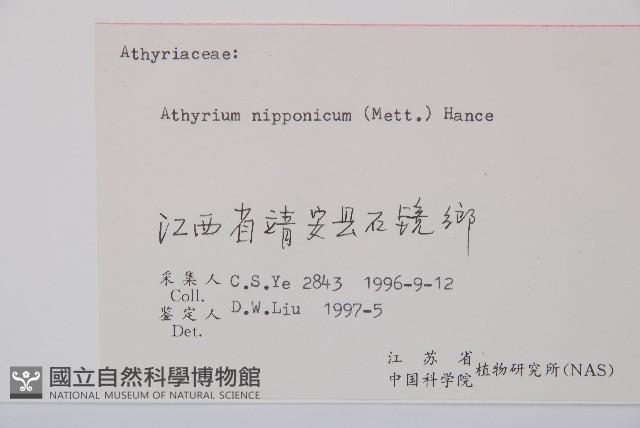 Athyriaceae:
Athyrium nipponicum (Mett.) Hance
江西省靖安县石镜鄉
采集人 C.S.Ye 2843 1996-9-12
Coll.
鉴定人 D.W.Liu 1997-5
Det.
江苏省
中国科学院 植物研究所(NAS)
國立自然科學博物館
NATIONAL MUSEUM OF NATURAL SCIENCE